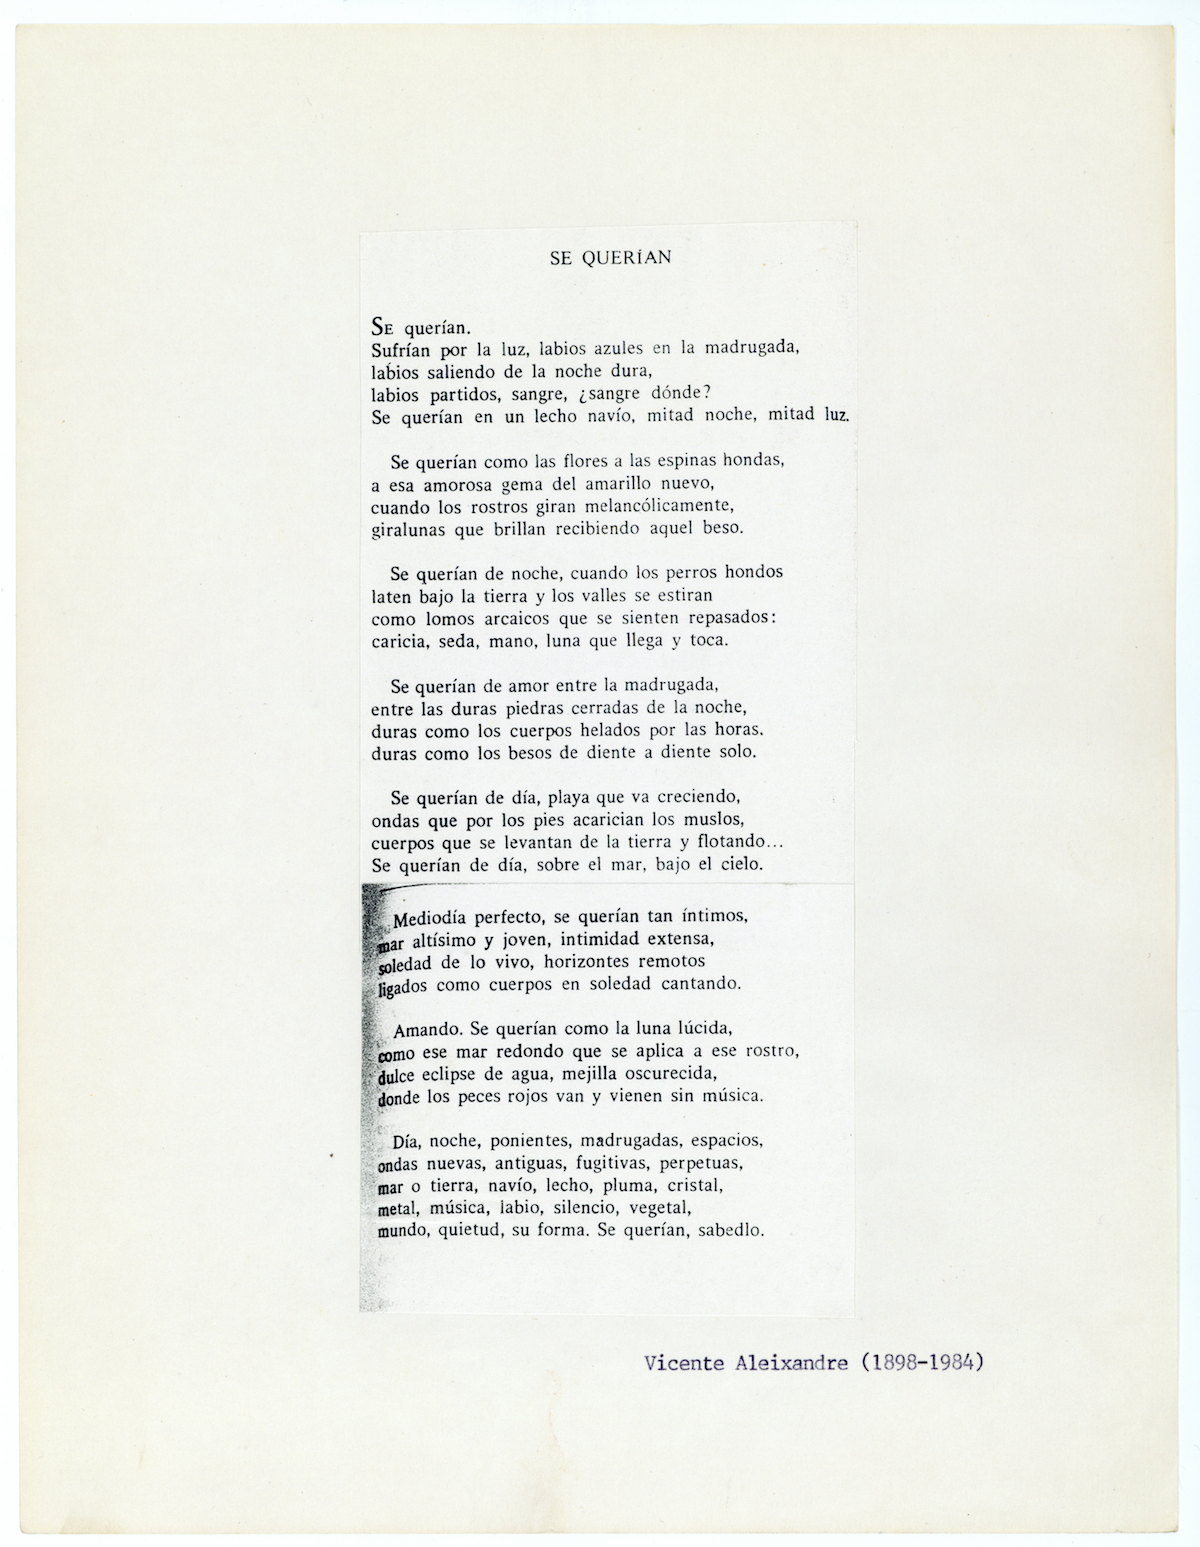 SE QUERÍAN
SE querían.
Sufrían por la luz, labios azules en la madrugada,
labios saliendo de la noche dura,
labios partidos, sangre, ¿sangre dónde?
Se querían en un lecho navío, mitad noche, mitad luz.
Se querían como las flores a las espinas hondas,
a esa amorosa gema del amarillo nuevo,
cuando los rostros giran melancólicamente,
giralunas que brillan recibiendo aquel beso.
Se querían de noche, cuando los perros hondos
laten bajo la tierra y los valles se estiran
como lomos arcaicos que se sienten repasados:
caricia, seda, mano, luna que llega y toca.
Se querían de amor entre la madrugada,
entre las duras piedras cerradas de la noche,
duras como los cuerpos helados por las horas.
duras como los besos de diente a diente solo.
Se querían de día, playa que va creciendo,
ondas que por los pies acarician los muslos,
cuerpos que se levantan de la tierra y flotando...
Se querían de día, sobre el mar, bajo el cielo.
Mediodía perfecto, se querían tan íntimos,
mar altísimo y joven, intimidad extensa,
soledad de lo vivo, horizontes remotos
ligados como cuerpos en soledad cantando.
Amando. Se querían como la luna lúcida,
como ese mar redondo que se aplica a ese rostro,
dulce eclipse de agua, mejilla oscurecida,
donde los peces rojos van y vienen sin música.
Día, noche, ponientes, madrugadas, espacios,
ondas nuevas, antiguas, fugitivas, perpetuas,
mar o tierra, navío, lecho, pluma, cristal,
metal, música, labio, silencio, vegetal,
mundo, quietud, su forma. Se querían, sabedlo.
Vicente Aleixandre (1898-1984)